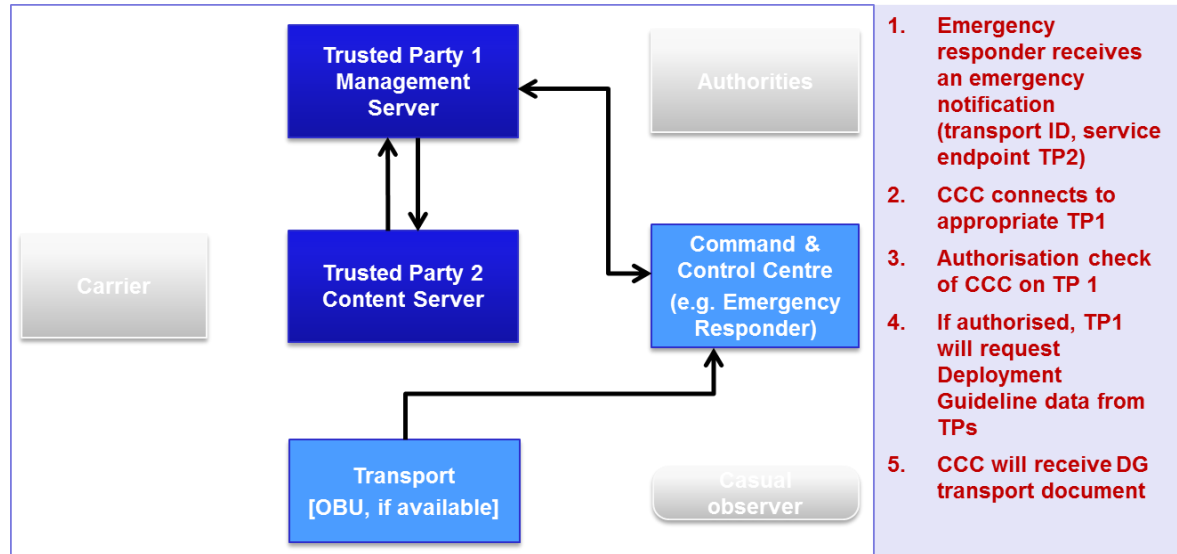 Trusted Party 1
Management
Server
Authorities
Trusted Party 2
Content Server
Command &
Control Centre
(e.g. Emergency
Responder)
Carrier
Transport
[OBU, if available]
Casual
observer
1. Emergency
responder receives
an emergency
notification
(transport ID, service
endpoint TP2)
2. CCC connects to
appropriate TP1
3. Authorisation check
of CCC on TP 1
4. If authorised, TP1
will request
Deployment
Guideline data from
TPs
5. CCC will receive DG
transport document